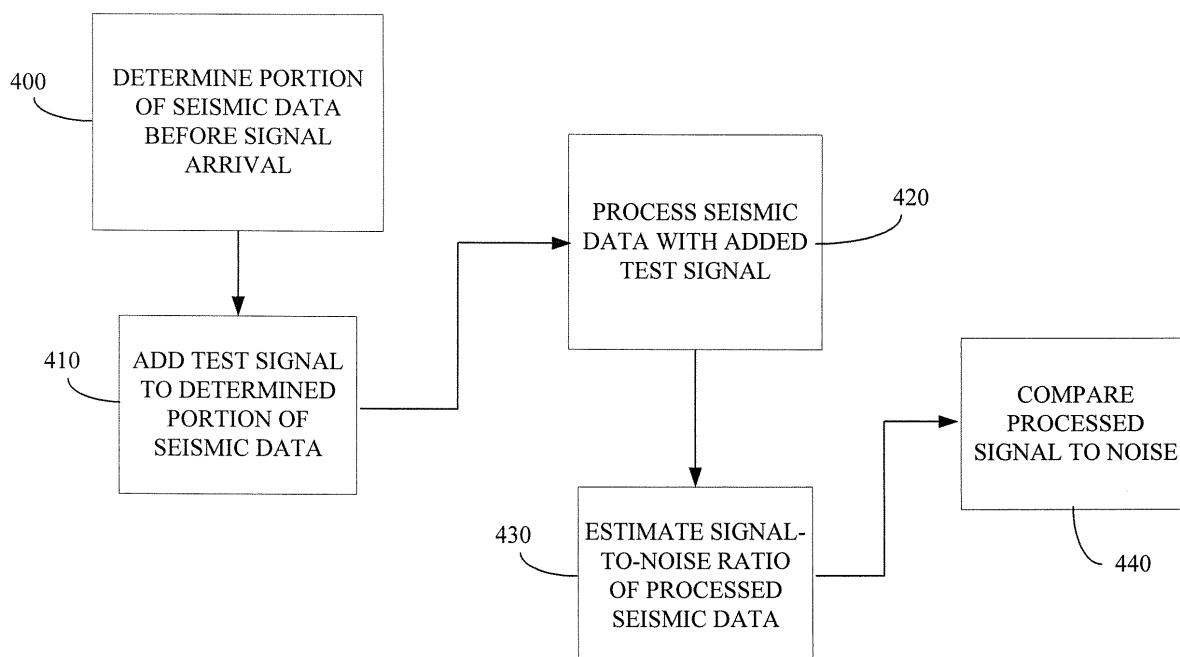 400
DETERMINE PORTION
OF SEISMIC DATA
BEFORE SIGNAL
ARRIVAL
410
ADD TEST SIGNAL
TO DETERMINED
PORTION OF
SEISMIC DATA
420
PROCESS SEISMIC
DATA WITH ADDED
TEST SIGNAL
430
ESTIMATE SIGNAL-
TO-NOISE RATIO
OF PROCESSED
SEISMIC DATA
COMPARE
PROCESSED
SIGNAL TO NOISE
440